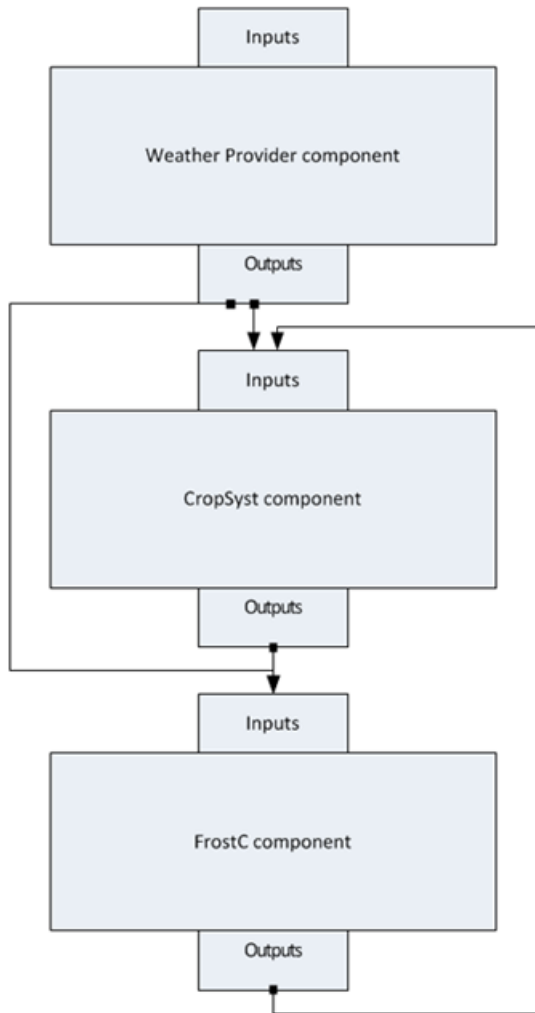 Inputs
Weather Provider component
Outputs
Inputs
CropSyst component
Outputs
Inputs
FrostC component
Outputs